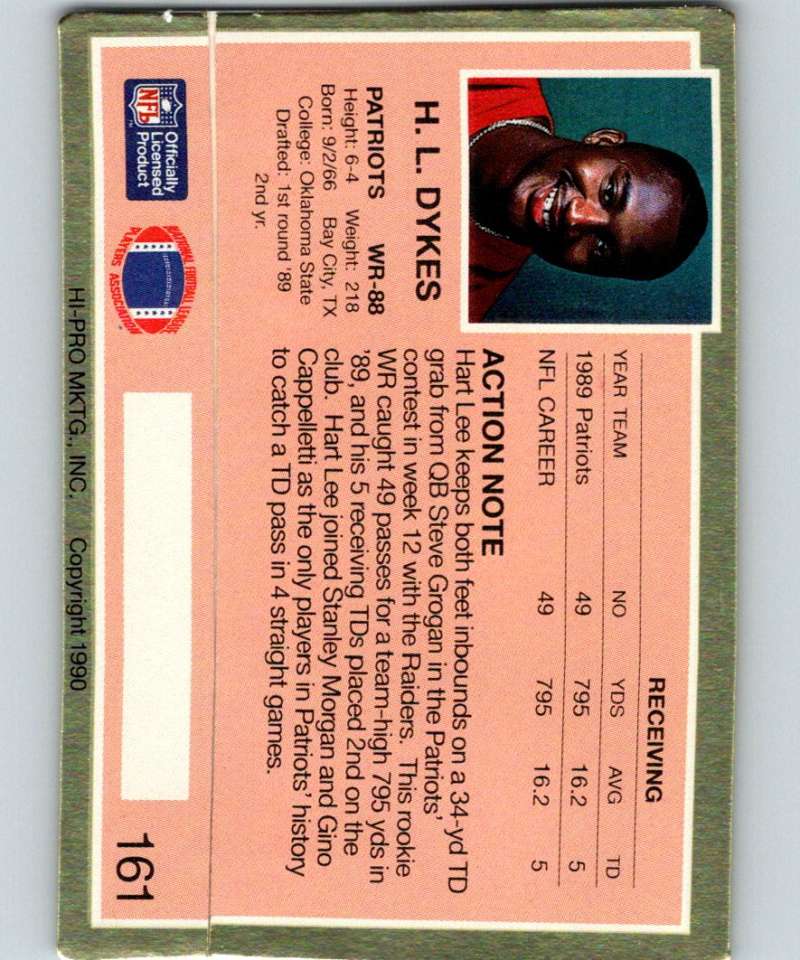 H. L. DYKES
PATRIOTS WR-88
Height: 6-4 Weight: 218
Born: 9/2/66 Bay City, TX
College: Oklahoma State
Drafted: 1st round '89
2nd yr.
RECEIVING
YEAR TEAM NO YDS AVG TD
1989 Patriots 49 795 16.2 5
NFL CAREER 49 795 16.2 5
ACTION NOTE
Hart Lee keeps both feet inbounds on a 34-yd TD
grab from QB Steve Grogan in the Patriots'
contest in week 12 with the Raiders. This rookie
WR caught 49 passes for a team-high 795 yds in
'89, and his 5 receiving TDs placed 2nd on the
club. Hart Lee joined Stanley Morgan and Gino
Cappelletti as the only players in Patriots' history
to catch a TD pass in 4 straight games.
NFL
Officially
Licensed
Product
NATIONAL FOOTBALL LEAGUE
PLAYERS ASSOCIATION
161
HI-PRO MKTG., INC. Copyright 1990